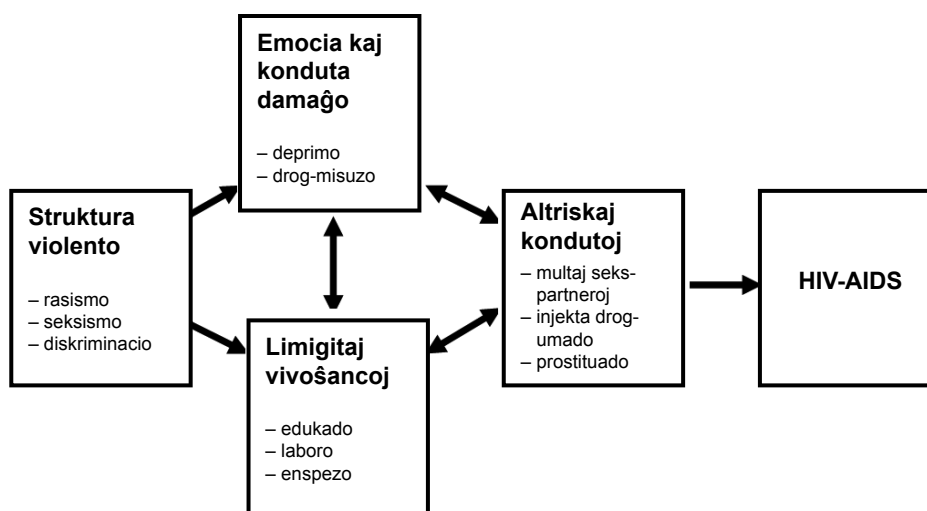 Emocia kaj
konduta
damaĝo
– deprimo
– drog-misuzo
Struktura
violento
– rasismo
– seksismo
– diskriminacio
Limigitaj
vivoŝancoj
– edukado
– laboro
– enspezo
Altriskaj
kondutoj
– multaj seks-
partneroj
– injekta drog-
umado
– prostituado
HIV-AIDS